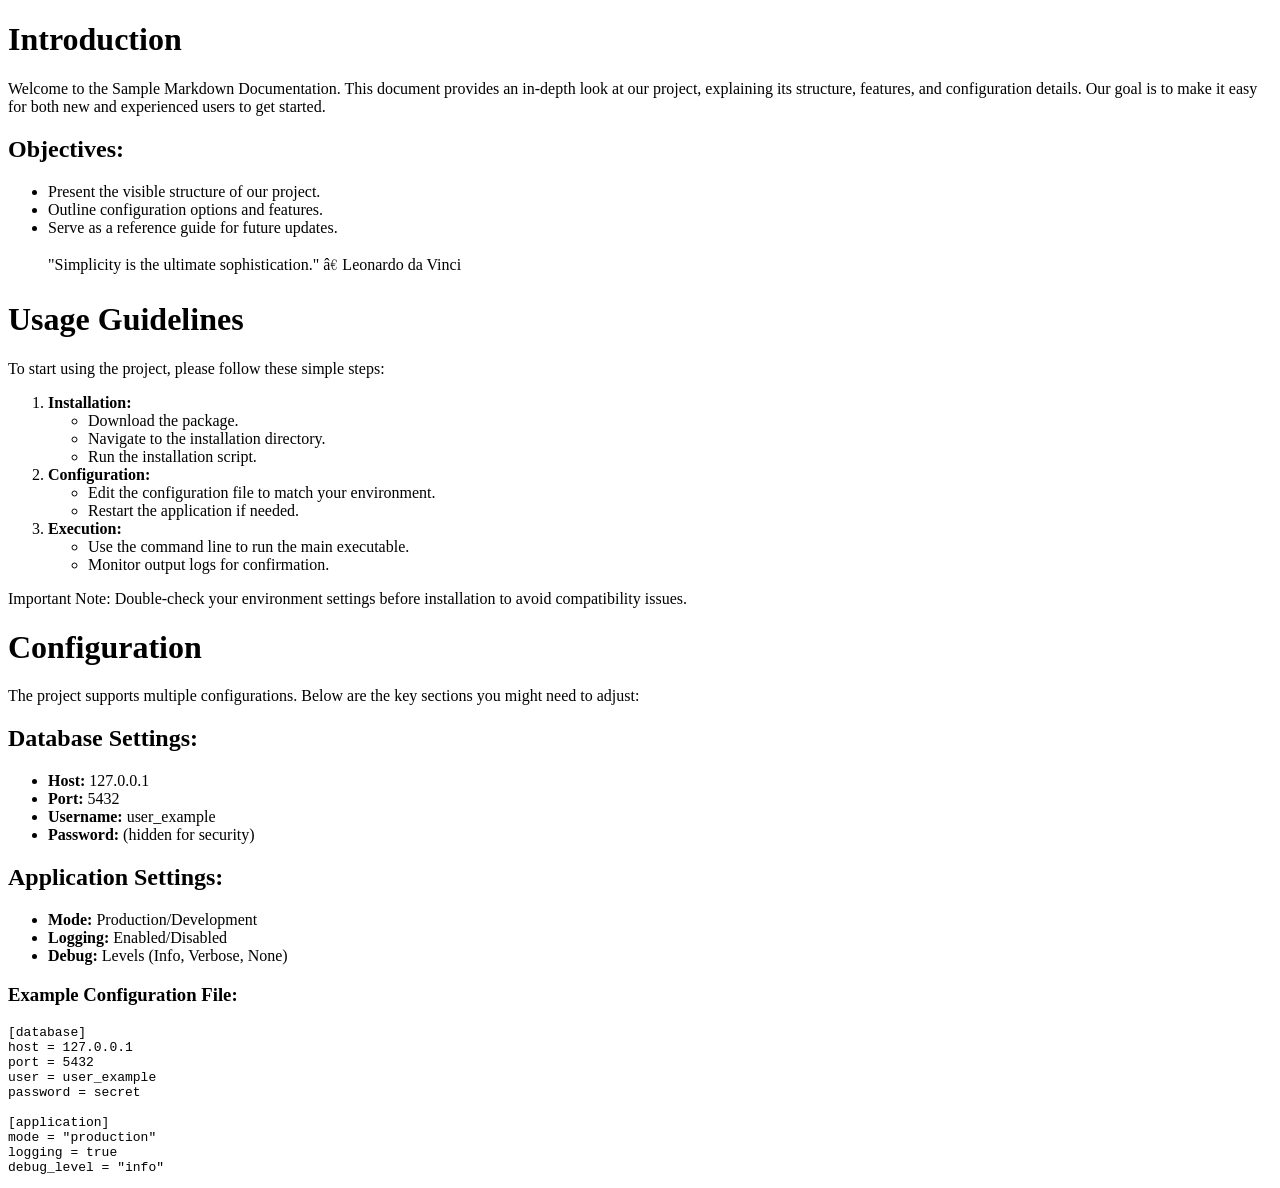 Introduction
Welcome to the Sample Markdown Documentation. This document provides an in-depth look at our project, explaining its structure, features, and configuration details. Our goal is to make it easy
for both new and experienced users to get started.
Objectives:
Present the visible structure of our project.
Outline configuration options and features.
Serve as a reference guide for future updates.
"Simplicity is the ultimate sophistication." â€ Leonardo da Vinci
Usage Guidelines
To start using the project, please follow these simple steps:
1. Installation:
Download the package.
Navigate to the installation directory.
Run the installation script.
2. Configuration:
Edit the configuration file to match your environment.
Restart the application if needed.
3. Execution:
Use the command line to run the main executable.
Monitor output logs for confirmation.
Important Note: Double-check your environment settings before installation to avoid compatibility issues.
Configuration
The project supports multiple configurations. Below are the key sections you might need to adjust:
Database Settings:
Host: 127.0.0.1
Port: 5432
Username: user_example
Password: (hidden for security)
Application Settings:
Mode: Production/Development
Logging: Enabled/Disabled
Debug: Levels (Info, Verbose, None)
Example Configuration File:
[database]
host = 127.0.0.1
port = 5432
user = user_example
password = secret
[application]
mode = "production"
logging = true
debug_level = "info"